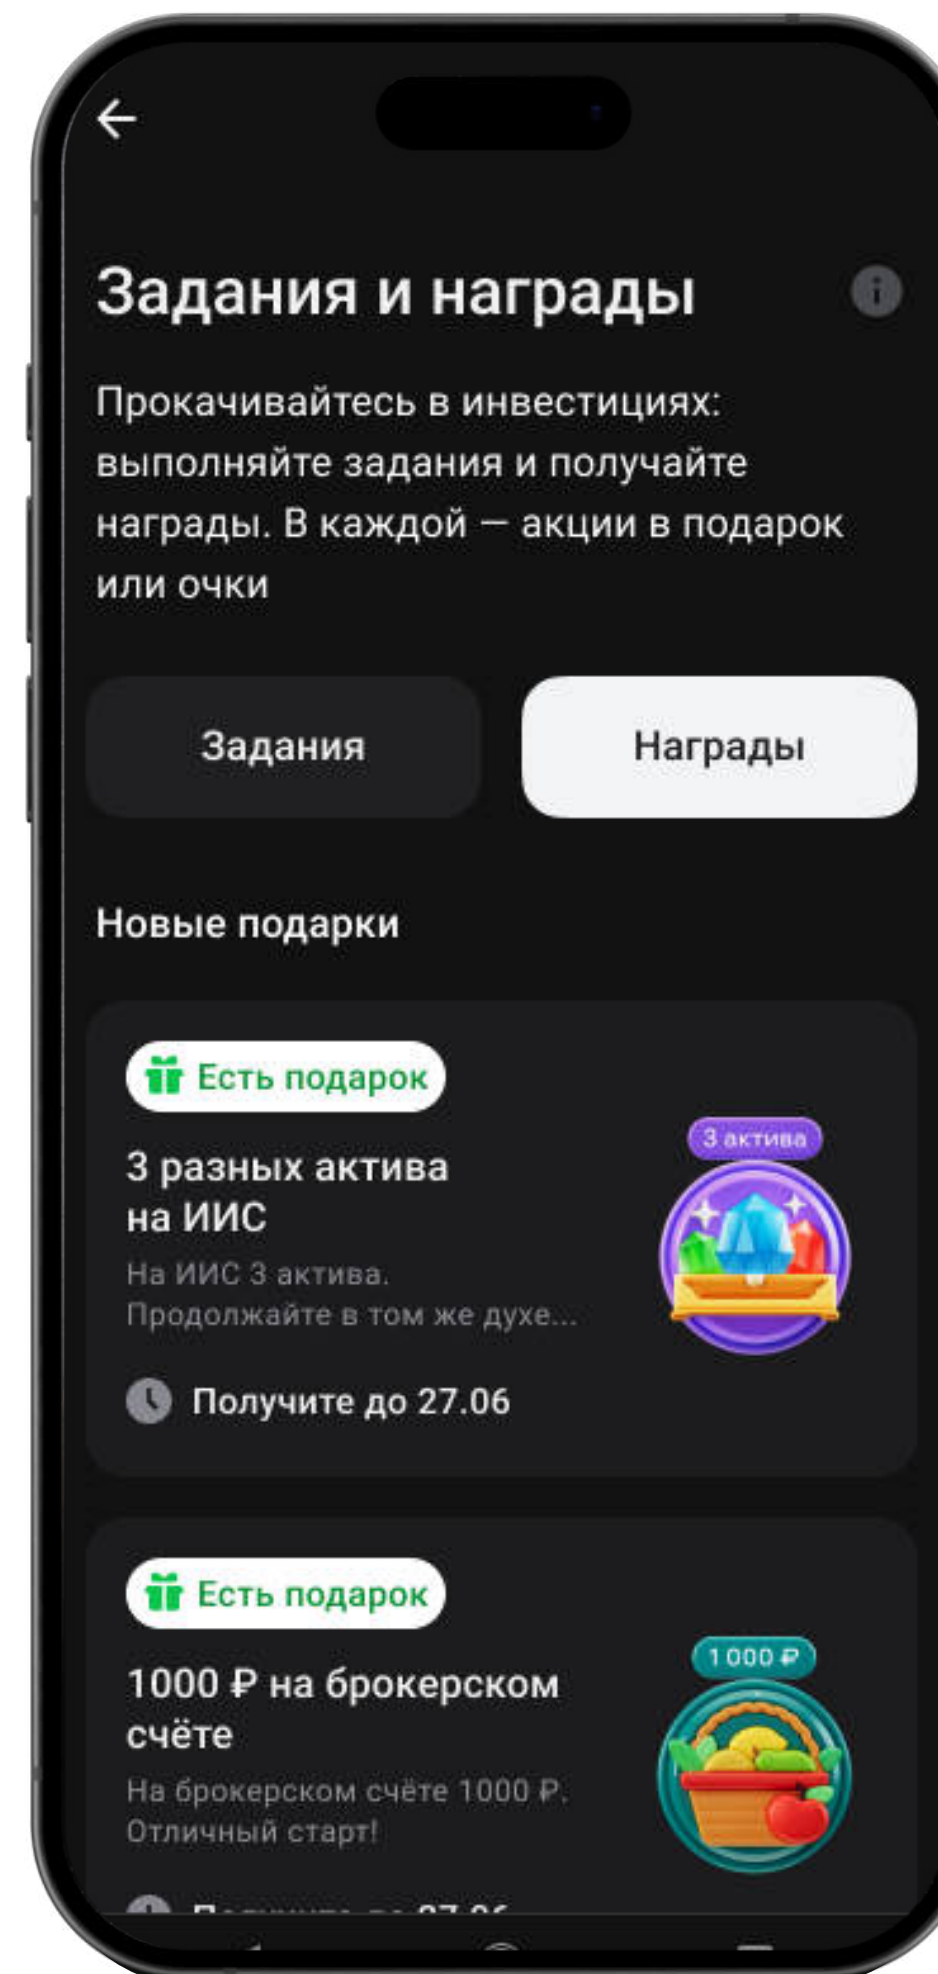 Задания и награды
Прокачивайтесь в инвестициях:
выполняйте задания и получайте
награды. В каждой — акции в подарок
или очки
Задания
Награды
Новые подарки
Есть подарок
3 актива
3 разных актива
на ИИС
На ИИС 3 актива.
Продолжайте в том же духе...
Получите до 27.06
Есть подарок
1 000 ₽
1000 ₽ на брокерском
счёте
На брокерском счёте 1000 ₽.
Отличный старт!